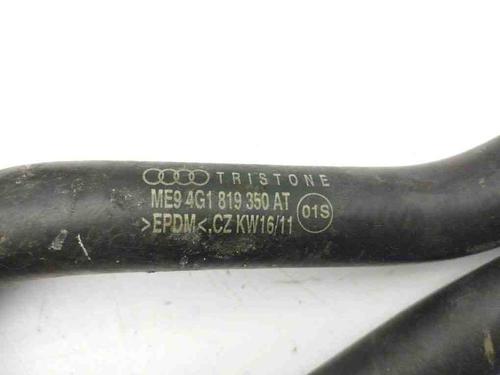 TRISTONE
ME9 4G1 819 350 AT
>EPDM<,CZ KW16/11 01S